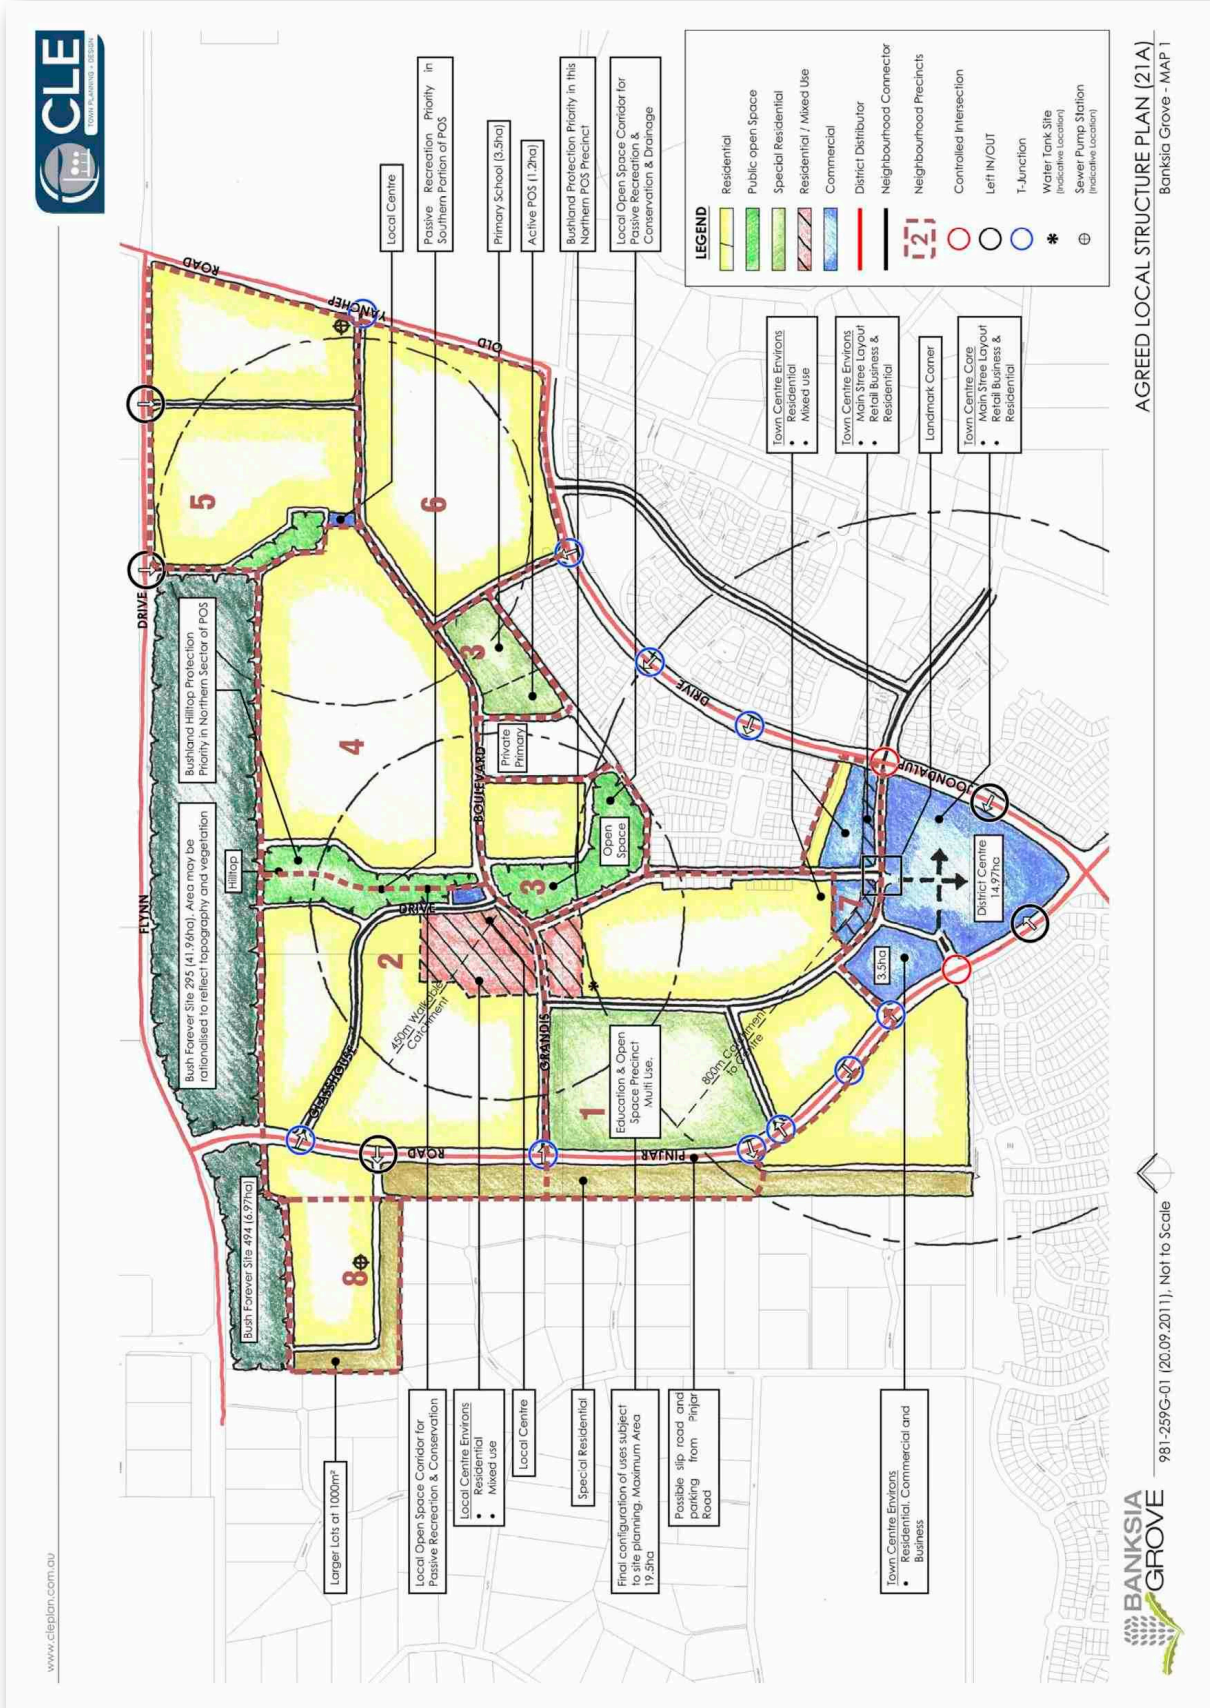 www.cleplan.com.au
CLE
TOWN PLANNING + DESIGN
Bush Forever Site 494 (6.97ha)
Bush Forever Site 295 (41.96ha). Area may be
rationalised to reflect topography and vegetation
Bushland Hilltop Protection
Priority in Northern Sector of POS
Hilltop
FLYNN
DRIVE
OLD
YANCHEP
ROAD
Local Centre
Passive Recreation Priority in
Southern Portion of POS
Primary School (3.5ha)
Active POS (1.2ha)
Bushland Protection Priority in this
Northern POS Precinct
Local Open Space Corridor for
Passive Recreation &
Conservation & Drainage
LEGEND
Residential
Public open Space
Special Residential
Residential / Mixed Use
Commercial
District Distributor
Neighbourhood Connector
2
Neighbourhood Precincts
Controlled Intersection
Left IN/OUT
T-Junction
Water Tank Site
(Indicative Location)
Sewer Pump Station
(Indicative Location)
8
2
4
5
6
3
3
1
7
GLASSHOUSE
DRIVE
GRANDIS
BOULEVARD
PINJAR
ROAD
JOONDALUP
DRIVE
450m Walkable
Catchment
800m Catchment
to Centre
Private
Primary
Open
Space
Education & Open
Space Precinct
Multi Use.
3.5ha
District Centre
14.97ha
Town Centre Environs
• Residential
• Mixed use
Town Centre Environs
• Main Street Layout
• Retail Business &
Residential
Landmark Corner
Town Centre Core
• Main Stree Layout
• Retail Business &
Residential
Larger Lots at 1000m²
Local Open Space Corridor for
Passive Recreation & Conservation
Local Centre Environs
• Residential
• Mixed use
Local Centre
Special Residential
Final configuration of uses subject
to site planning. Maximum Area
19.5ha
Possible slip road and
parking from Pinjar
Road
Town Centre Environs
• Residential, Commercial and
Business
BANKSIA
GROVE
981-259G-01 (20.09.2011), Not to Scale
AGREED LOCAL STRUCTURE PLAN (21A)
Banksia Grove - MAP 1